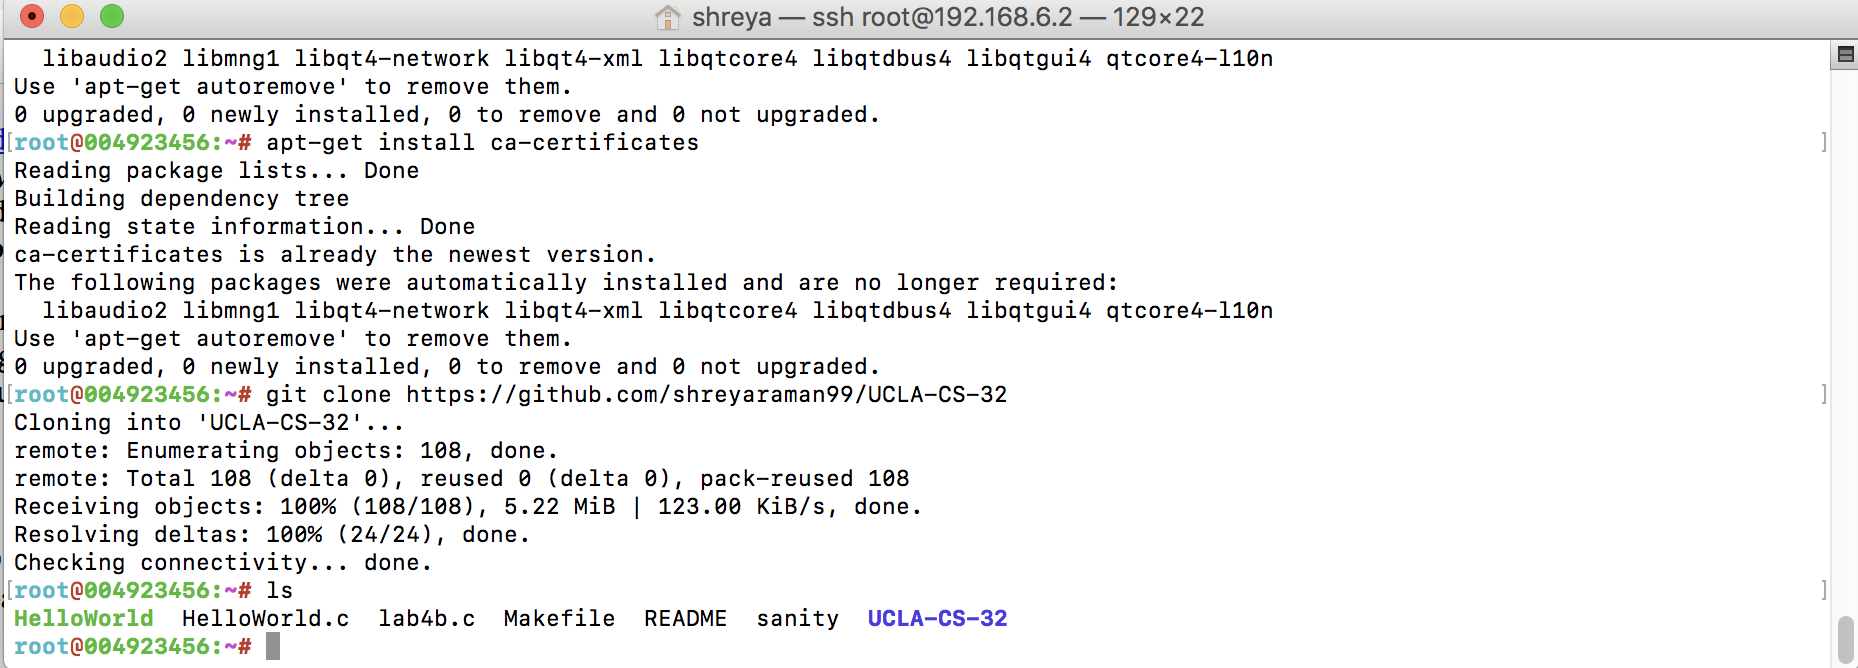 shreya — ssh root@192.168.6.2 — 129×22
libaudio2 libmng1 libqt4-network libqt4-xml libqtcore4 libqtdbus4 libqtgui4 qtcore4-l10n
Use 'apt-get autoremove' to remove them.
0 upgraded, 0 newly installed, 0 to remove and 0 not upgraded.
[root@004923456:~# apt-get install ca-certificates ]
Reading package lists... Done
Building dependency tree
Reading state information... Done
ca-certificates is already the newest version.
The following packages were automatically installed and are no longer required:
libaudio2 libmng1 libqt4-network libqt4-xml libqtcore4 libqtdbus4 libqtgui4 qtcore4-l10n
Use 'apt-get autoremove' to remove them.
0 upgraded, 0 newly installed, 0 to remove and 0 not upgraded.
[root@004923456:~# git clone https://github.com/shreyaraman99/UCLA-CS-32 ]
Cloning into 'UCLA-CS-32'...
remote: Enumerating objects: 108, done.
remote: Total 108 (delta 0), reused 0 (delta 0), pack-reused 108
Receiving objects: 100% (108/108), 5.22 MiB | 123.00 KiB/s, done.
Resolving deltas: 100% (24/24), done.
Checking connectivity... done.
[root@004923456:~# ls ]
HelloWorld HelloWorld.c lab4b.c Makefile README sanity UCLA-CS-32
root@004923456:~#